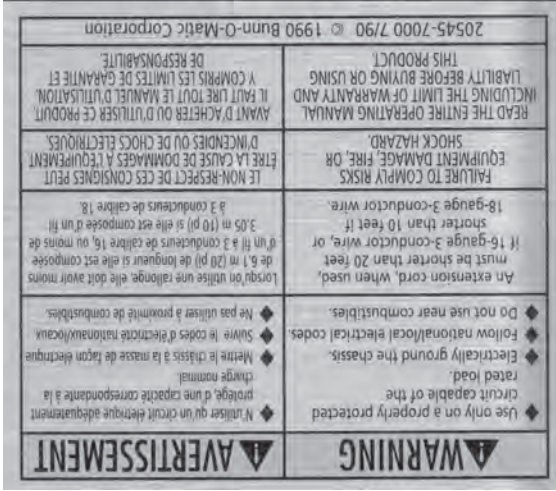 ⚠ WARNING
◆ Use only on a properly protected
circuit capable of the
rated load.
◆ Electrically ground the chassis.
◆ Follow national/local electrical codes.
◆ Do not use near combustibles.
An extension cord, when used,
must be shorter than 20 feet
if 16-gauge 3-conductor wire, or
shorter than 10 feet if
18-gauge 3-conductor wire.
FAILURE TO COMPLY RISKS
EQUIPMENT DAMAGE, FIRE, OR
SHOCK HAZARD.
READ THE ENTIRE OPERATING MANUAL
INCLUDING THE LIMIT OF WARRANTY AND
LIABILITY BEFORE BUYING OR USING
THIS PRODUCT.
⚠ AVERTISSEMENT
◆ N'utiliser qu un circuit életrique adéquatement
protégé, d'une capacité correspondante à la
charge nominal.
◆ Metre le châssis à la masse de façon électrique
◆ Suivre le codes d'électricité nationaux/locaux
◆ Ne pas utiliser à proximité de combustibles.
Lorsqu'on utilise une rallonge, elle doit avoir moins
de 6.1 m (20 pi) de longueur si elle est composée
d'un fil à 3 conducteurs de calibre 16, ou moins de
3.05 m (10 pi) si elle est composée d'un fil
à 3 conducteurs de calibre 18.
LE NON-RESPECT DE CES CONSIGNES PEUT
ÊTRE LA CAUSE DE DOMMAGES À L'ÉQUIPEMENT
D'INCENDIES OU DE CHOCS ÉLECTRIQUES.
AVANT D'ACHETER OU D'UTILISER CE PRODUIT,
IL FAUT LIRE TOUT LE MANUEL D'UTILISATION,
Y COMPRIS LES LIMITES DE GARANTIE ET
DE RESPONSABILITE.
20545-7000 7/90 © 1990 Bunn-O-Matic Corporation